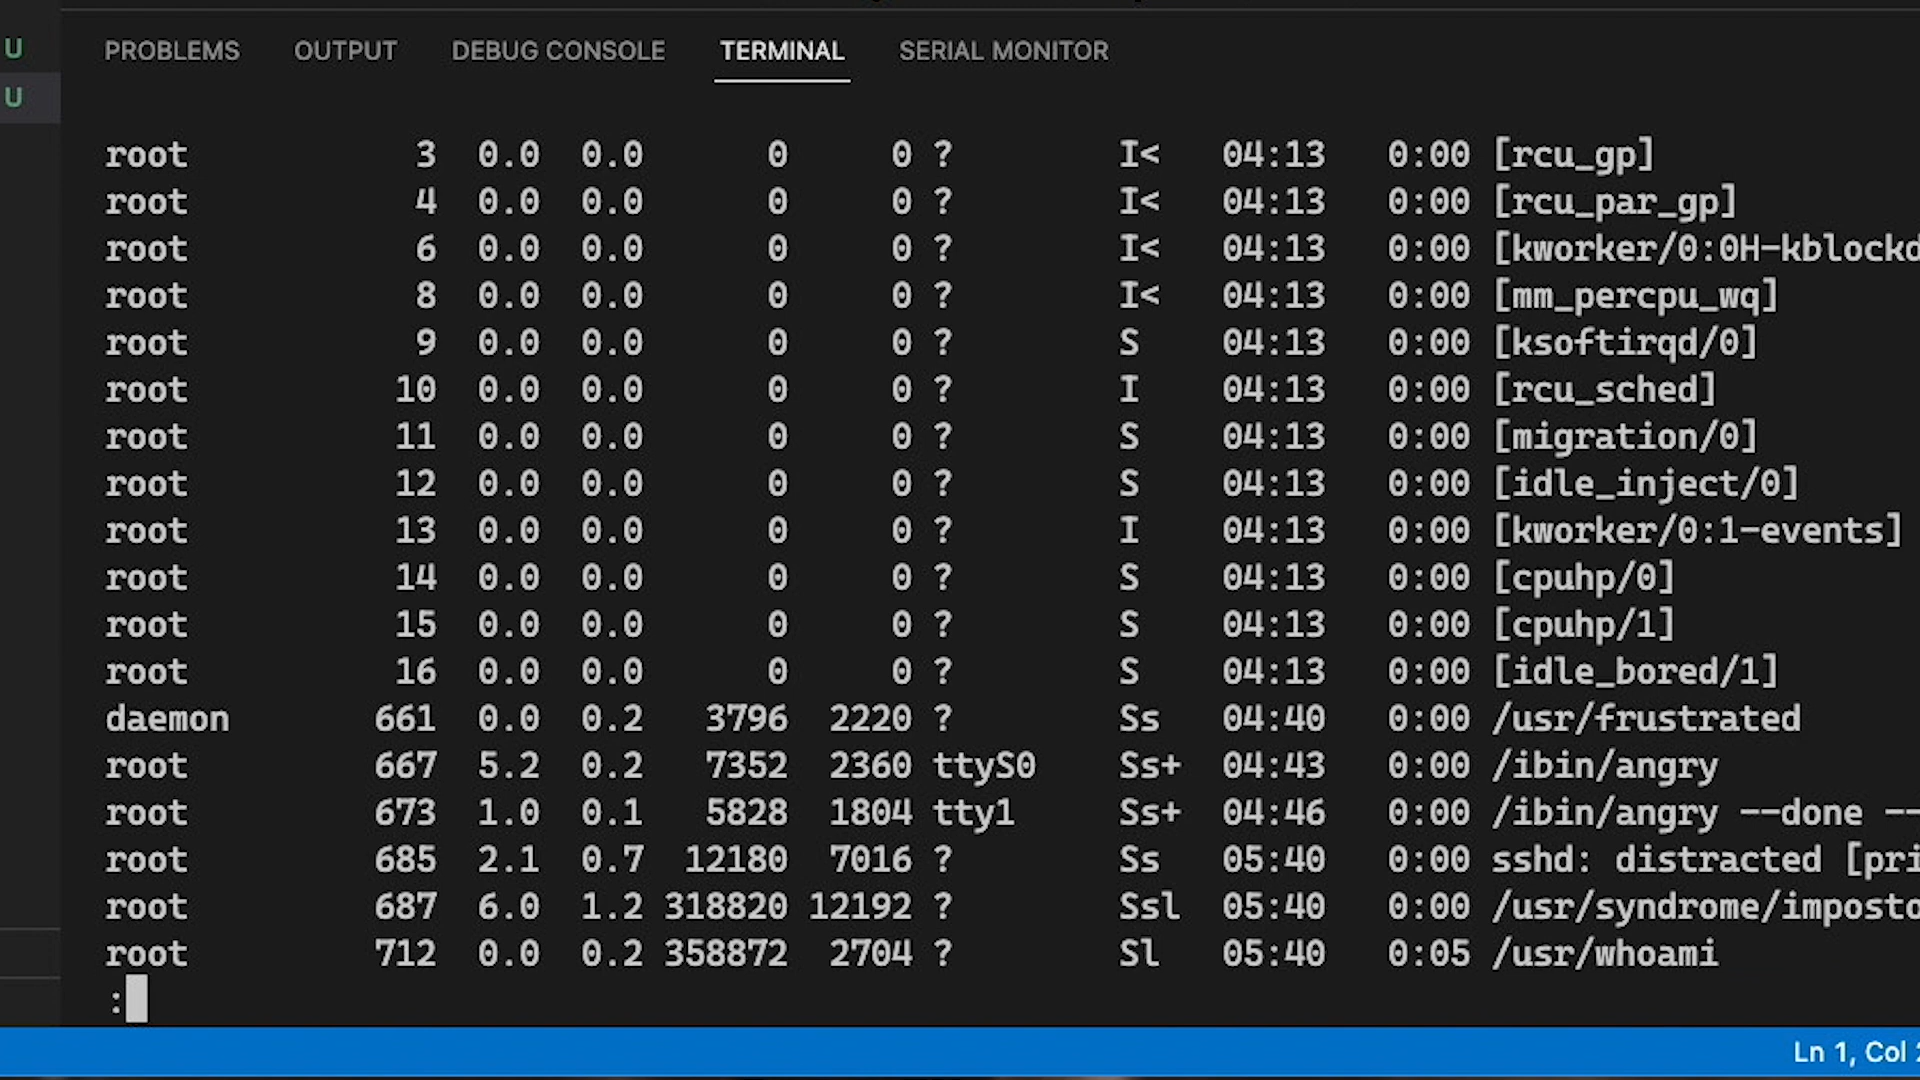 U PROBLEMS OUTPUT DEBUG CONSOLE TERMINAL SERIAL MONITOR
U
root 3 0.0 0.0 0 0 ? I< 04:13 0:00 [rcu_gp]
root 4 0.0 0.0 0 0 ? I< 04:13 0:00 [rcu_par_gp]
root 6 0.0 0.0 0 0 ? I< 04:13 0:00 [kworker/0:0H-kblockd
root 8 0.0 0.0 0 0 ? I< 04:13 0:00 [mm_percpu_wq]
root 9 0.0 0.0 0 0 ? S 04:13 0:00 [ksoftirqd/0]
root 10 0.0 0.0 0 0 ? I 04:13 0:00 [rcu_sched]
root 11 0.0 0.0 0 0 ? S 04:13 0:00 [migration/0]
root 12 0.0 0.0 0 0 ? S 04:13 0:00 [idle_inject/0]
root 13 0.0 0.0 0 0 ? I 04:13 0:00 [kworker/0:1-events]
root 14 0.0 0.0 0 0 ? S 04:13 0:00 [cpuhp/0]
root 15 0.0 0.0 0 0 ? S 04:13 0:00 [cpuhp/1]
root 16 0.0 0.0 0 0 ? S 04:13 0:00 [idle_bored/1]
daemon 661 0.0 0.2 3796 2220 ? Ss 04:40 0:00 /usr/frustrated
root 667 5.2 0.2 7352 2360 ttyS0 Ss+ 04:43 0:00 /ibin/angry
root 673 1.0 0.1 5828 1804 tty1 Ss+ 04:46 0:00 /ibin/angry --done --
root 685 2.1 0.7 12180 7016 ? Ss 05:40 0:00 sshd: distracted [pri
root 687 6.0 1.2 318820 12192 ? Ssl 05:40 0:00 /usr/syndrome/imposto
root 712 0.0 0.2 358872 2704 ? Sl 05:40 0:05 /usr/whoami
:
Ln 1, Col 2